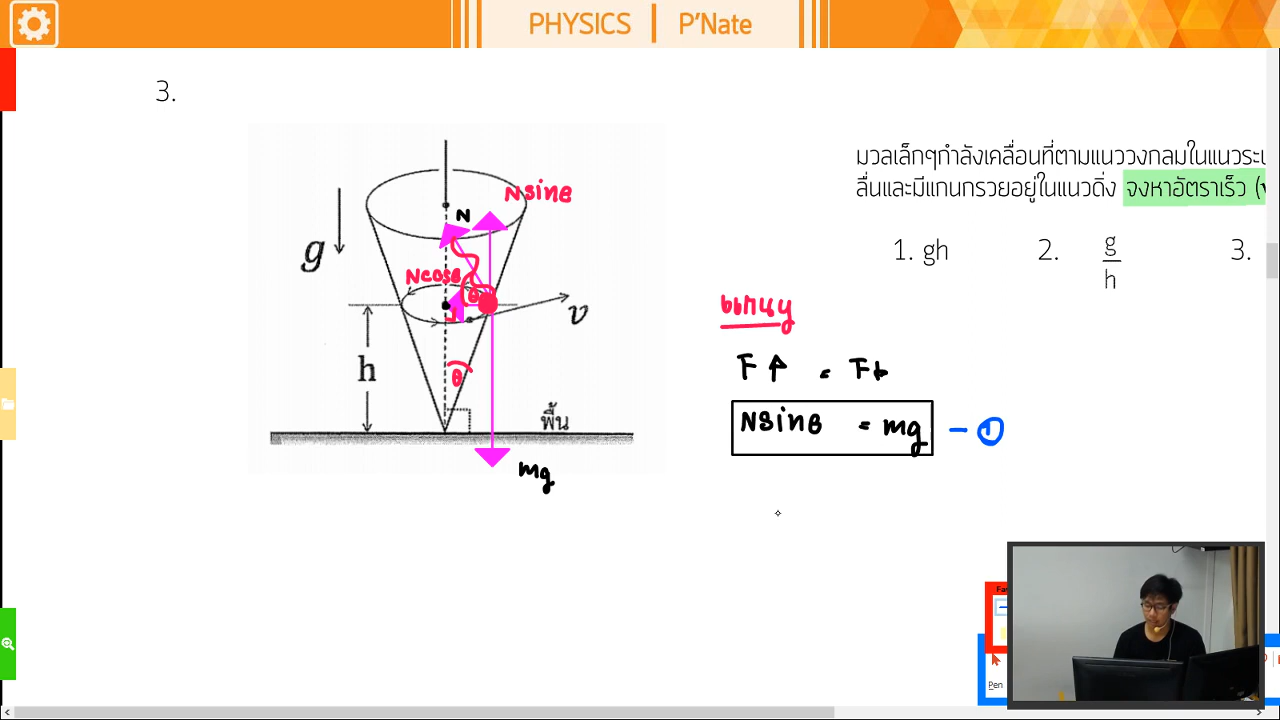 PHYSICS | P'Nate
3.
มวลเล็กๆกำลังเคลื่อนที่ตามแนววงกลมในแนวระ
ลื่นและมีแกนกรวยอยู่ในแนวดิ่ง จงหาอัตราเร็ว (v
1. gh 2. g/h 3.
Nsinθ
N
g
Ncosθ
θ
v
h
θ
พื้น
mg
แกน y
F↑ = F↓
Nsinθ = mg - ①
Pen